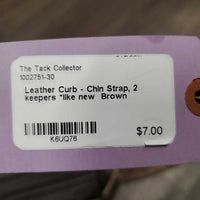 The Tack Collector
1002751-30
Leather Curb - Chin Strap, 2
keepers *like new  Brown
$7.00
K6UQ76